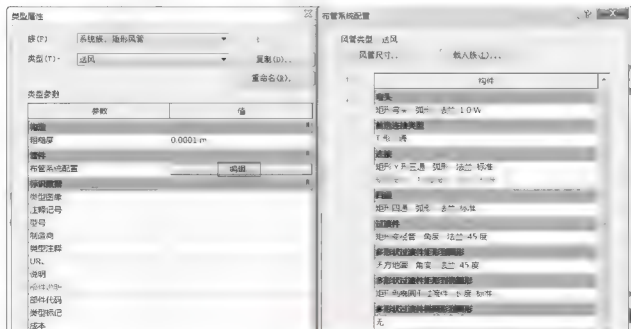 类型属性
族(F)
系统族:矩形风管
类型(T):
送风
复制(D)...
重命名(R)...
类型参数
参数
值
构造
粗糙度
0.0001 m
管件
布管系统配置
编辑...
标识数据
类型图像
注释记号
型号
制造商
类型注释
URL
说明
部件说明
部件代码
类型标记
成本
布管系统配置
风管类型 送风
风管尺寸...
载入族(L)...
构件
弯头
矩形弯头 弧形 法兰 1.0 W
首选连接类型
T 形三通
连接
矩形 Y 形三通 弧形 法兰 标准
四通
矩形四通 弧形 法兰 标准
过渡件
矩形变径管 角度 法兰 45 度
多形状过渡件矩形到圆形
天方地圆 角度 法兰 45 度
多形状过渡件矩形到椭圆形
标准
多形状过渡件椭圆形到圆形
无